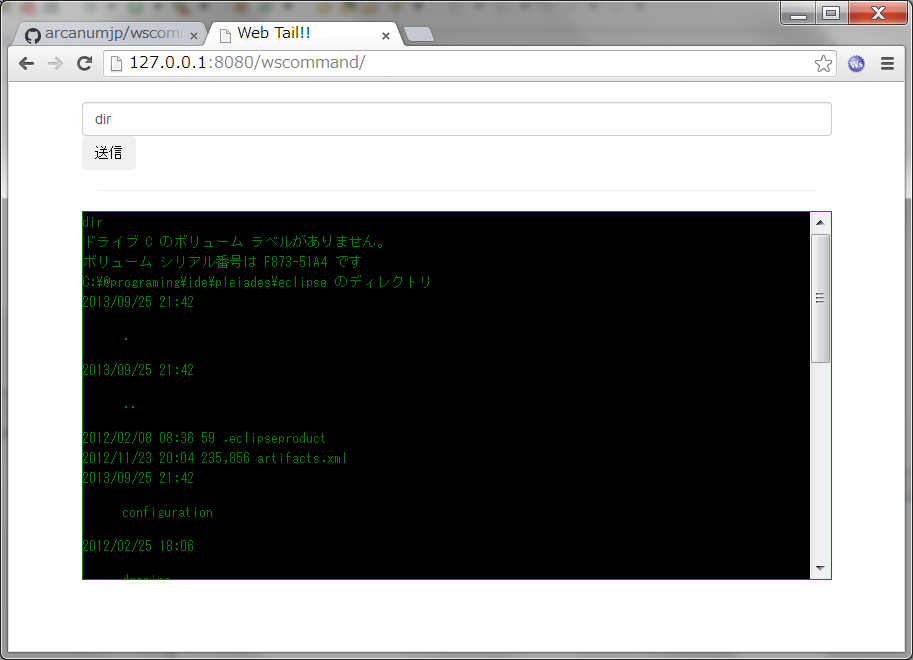 arcanumjp/wscom
Web Tail!!
127.0.0.1:8080/wscommand/
Ws
dir
送信
dir
ドライブ C のボリューム ラベルがありません。
ボリューム シリアル番号は F873-51A4 です
C:¥@programing¥ide¥pleiades¥eclipse のディレクトリ
2013/09/25 21:42
.
2013/09/25 21:42
..
2012/02/08 08:36 59 .eclipseproduct
2012/11/23 20:04 235,856 artifacts.xml
2013/09/25 21:42
configuration
2012/02/25 18:06